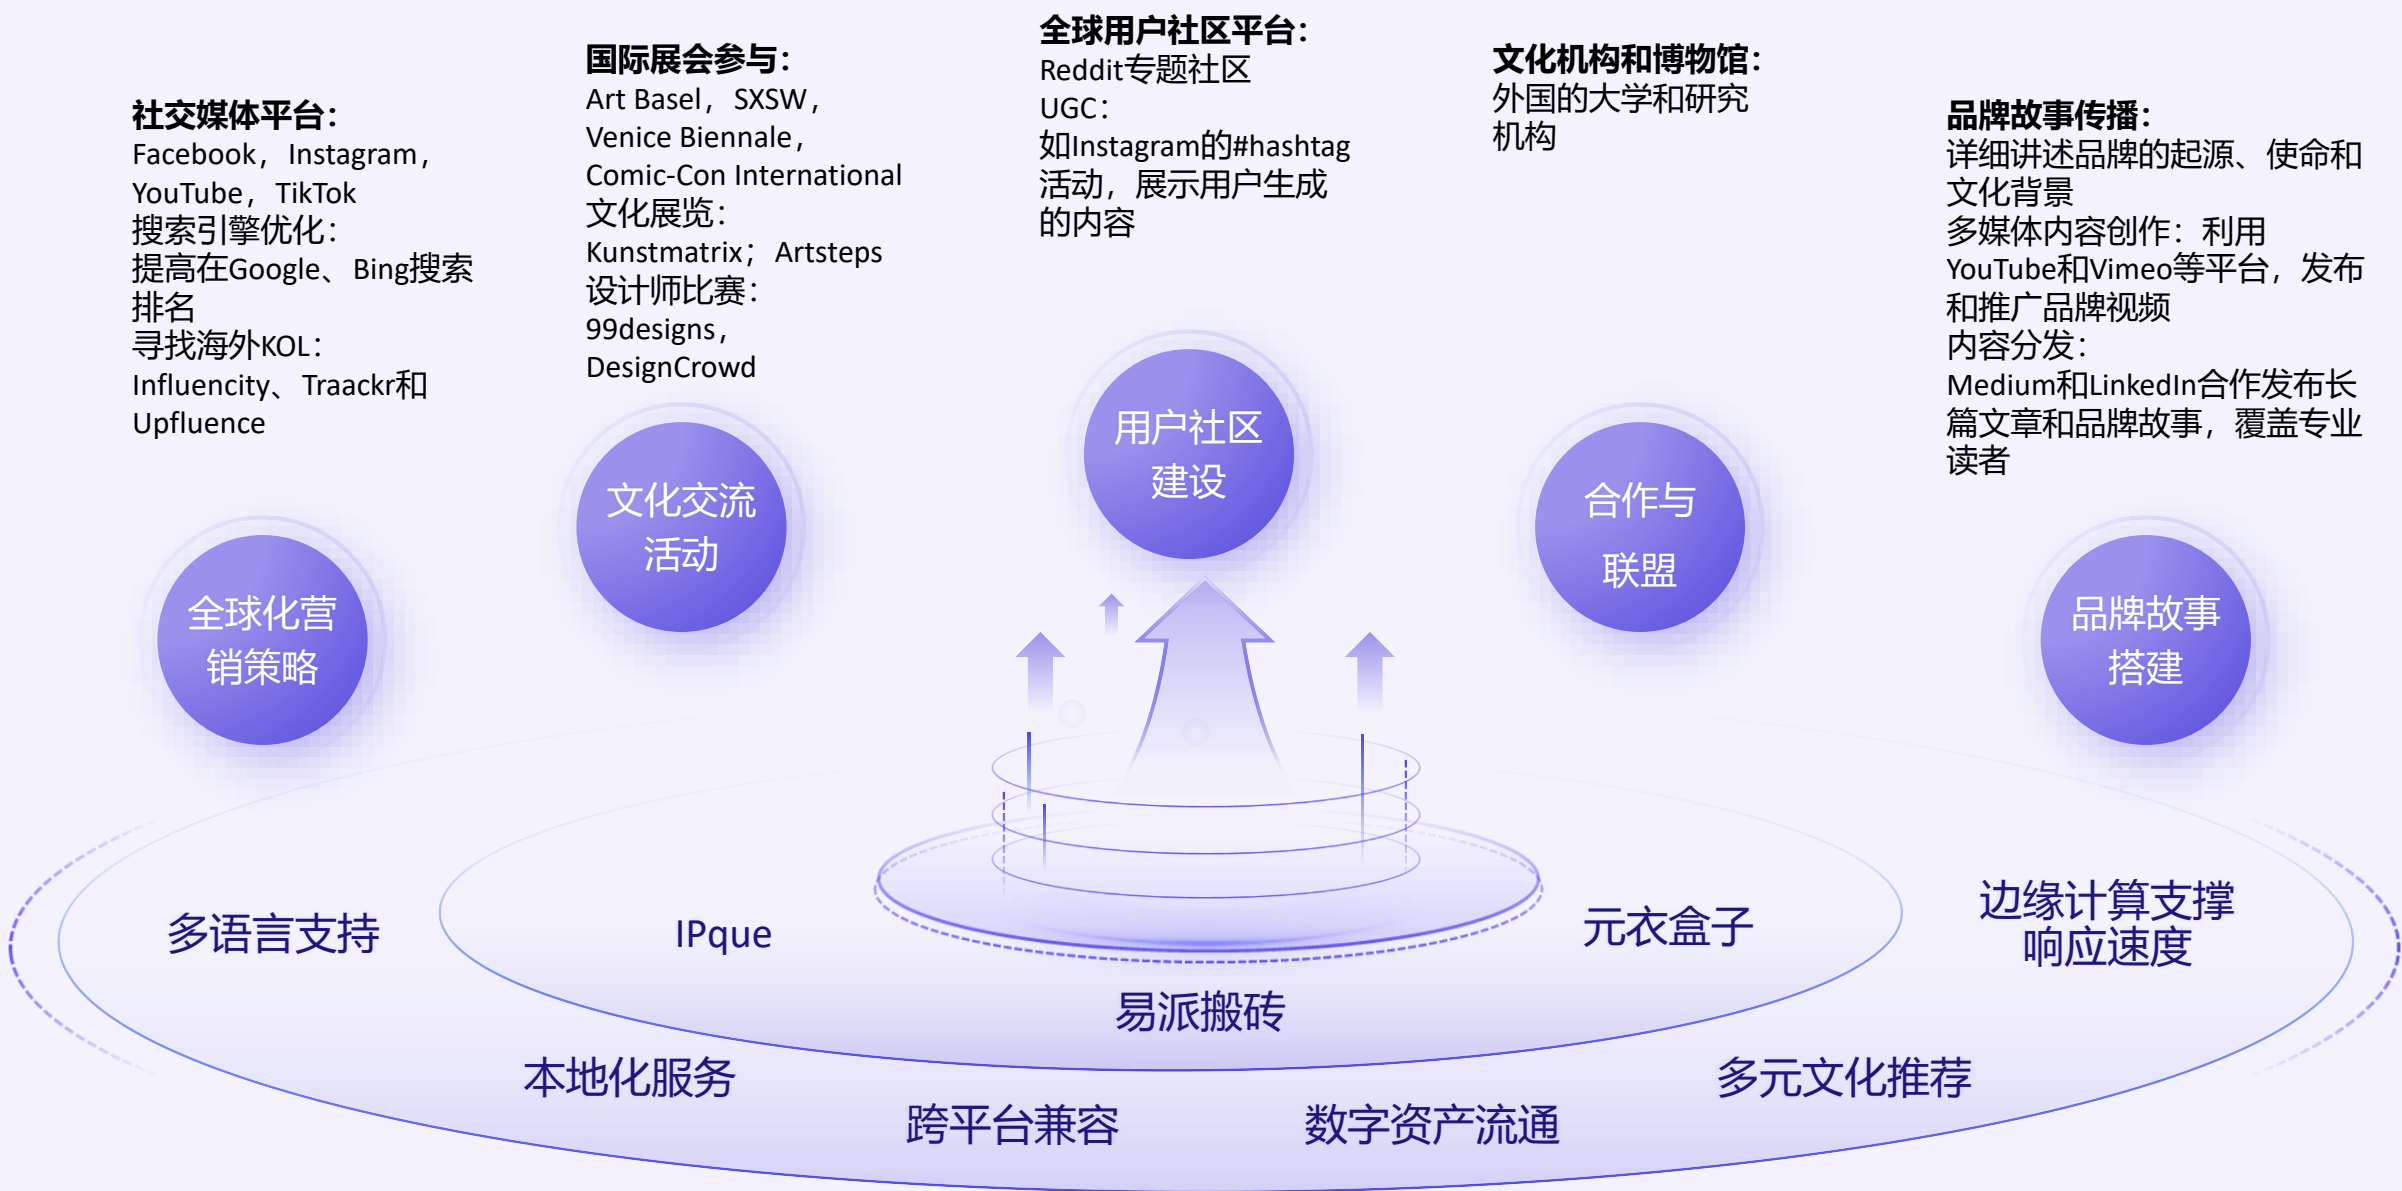 社交媒体平台：
Facebook，Instagram，
YouTube，TikTok
搜索引擎优化：
提高在Google、Bing搜索
排名
寻找海外KOL：
Influencity、Traackr和
Upfluence
国际展会参与：
Art Basel，SXSW，
Venice Biennale，
Comic-Con International
文化展览：
Kunstmatrix；Artsteps
设计师比赛：
99designs，
DesignCrowd
全球用户社区平台：
Reddit专题社区
UGC：
如Instagram的#hashtag
活动，展示用户生成
的内容
文化机构和博物馆：
外国的大学和研究
机构
品牌故事传播：
详细讲述品牌的起源、使命和
文化背景
多媒体内容创作：利用
YouTube和Vimeo等平台，发布
和推广品牌视频
内容分发：
Medium和LinkedIn合作发布长
篇文章和品牌故事，覆盖专业
读者
全球化营
销策略
文化交流
活动
用户社区
建设
合作与
联盟
品牌故事
搭建
多语言支持
IPque
元衣盒子
边缘计算支撑
响应速度
易派搬砖
本地化服务
多元文化推荐
跨平台兼容
数字资产流通